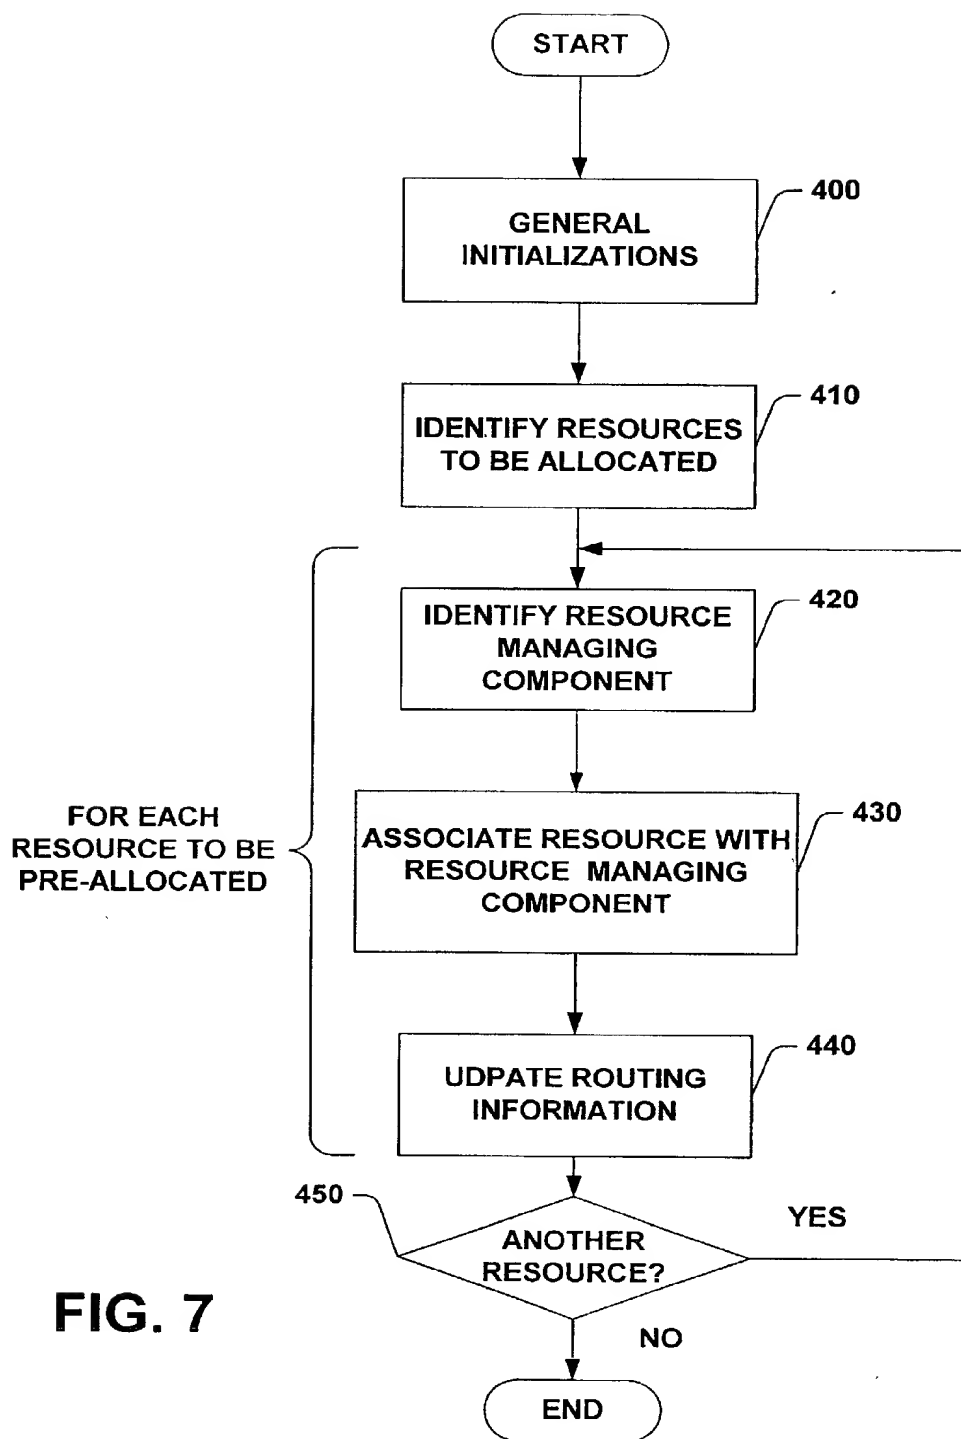 START
400
GENERAL
INITIALIZATIONS
410
IDENTIFY RESOURCES
TO BE ALLOCATED
420
IDENTIFY RESOURCE
MANAGING
COMPONENT
FOR EACH
RESOURCE TO BE
PRE-ALLOCATED
430
ASSOCIATE RESOURCE WITH
RESOURCE MANAGING
COMPONENT
440
UDPATE ROUTING
INFORMATION
450
ANOTHER
RESOURCE?
YES
NO
END
FIG. 7